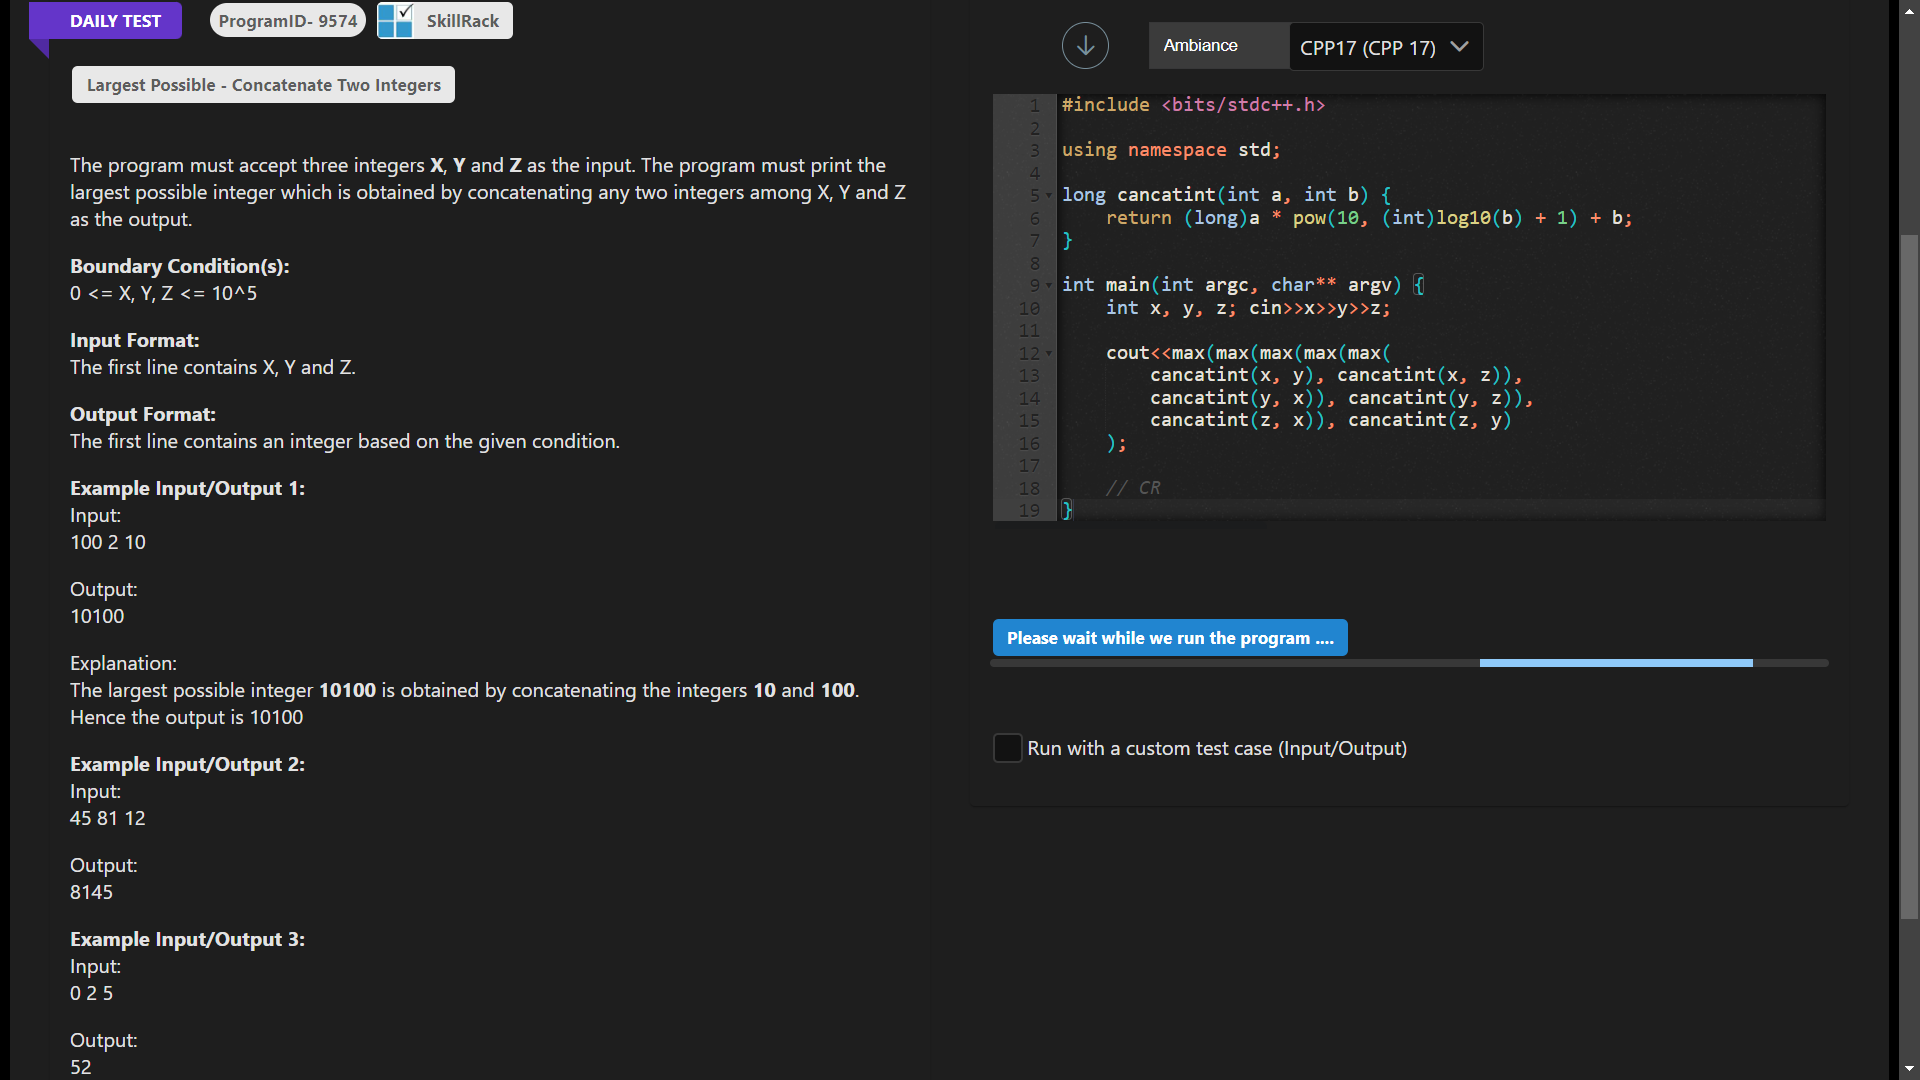 DAILY TEST
ProgramID- 9574
SkillRack
Largest Possible - Concatenate Two Integers
The program must accept three integers X, Y and Z as the input. The program must print the
largest possible integer which is obtained by concatenating any two integers among X, Y and Z
as the output.
Boundary Condition(s):
0 <= X, Y, Z <= 10^5
Input Format:
The first line contains X, Y and Z.
Output Format:
The first line contains an integer based on the given condition.
Example Input/Output 1:
Input:
100 2 10
Output:
10100
Explanation:
The largest possible integer 10100 is obtained by concatenating the integers 10 and 100.
Hence the output is 10100
Example Input/Output 2:
Input:
45 81 12
Output:
8145
Example Input/Output 3:
Input:
0 2 5
Output:
52
Ambiance
CPP17 (CPP 17)
1 #include <bits/stdc++.h>
2
3 using namespace std;
4
5 long cancatint(int a, int b) {
6     return (long)a * pow(10, (int)log10(b) + 1) + b;
7 }
8
9 int main(int argc, char** argv) {
10     int x, y, z; cin>>x>>y>>z;
11
12     cout<<max(max(max(max(max(
13         cancatint(x, y), cancatint(x, z)),
14         cancatint(y, x)), cancatint(y, z)),
15         cancatint(z, x)), cancatint(z, y)
16     );
17
18     // CR
19 }
Please wait while we run the program ....
Run with a custom test case (Input/Output)